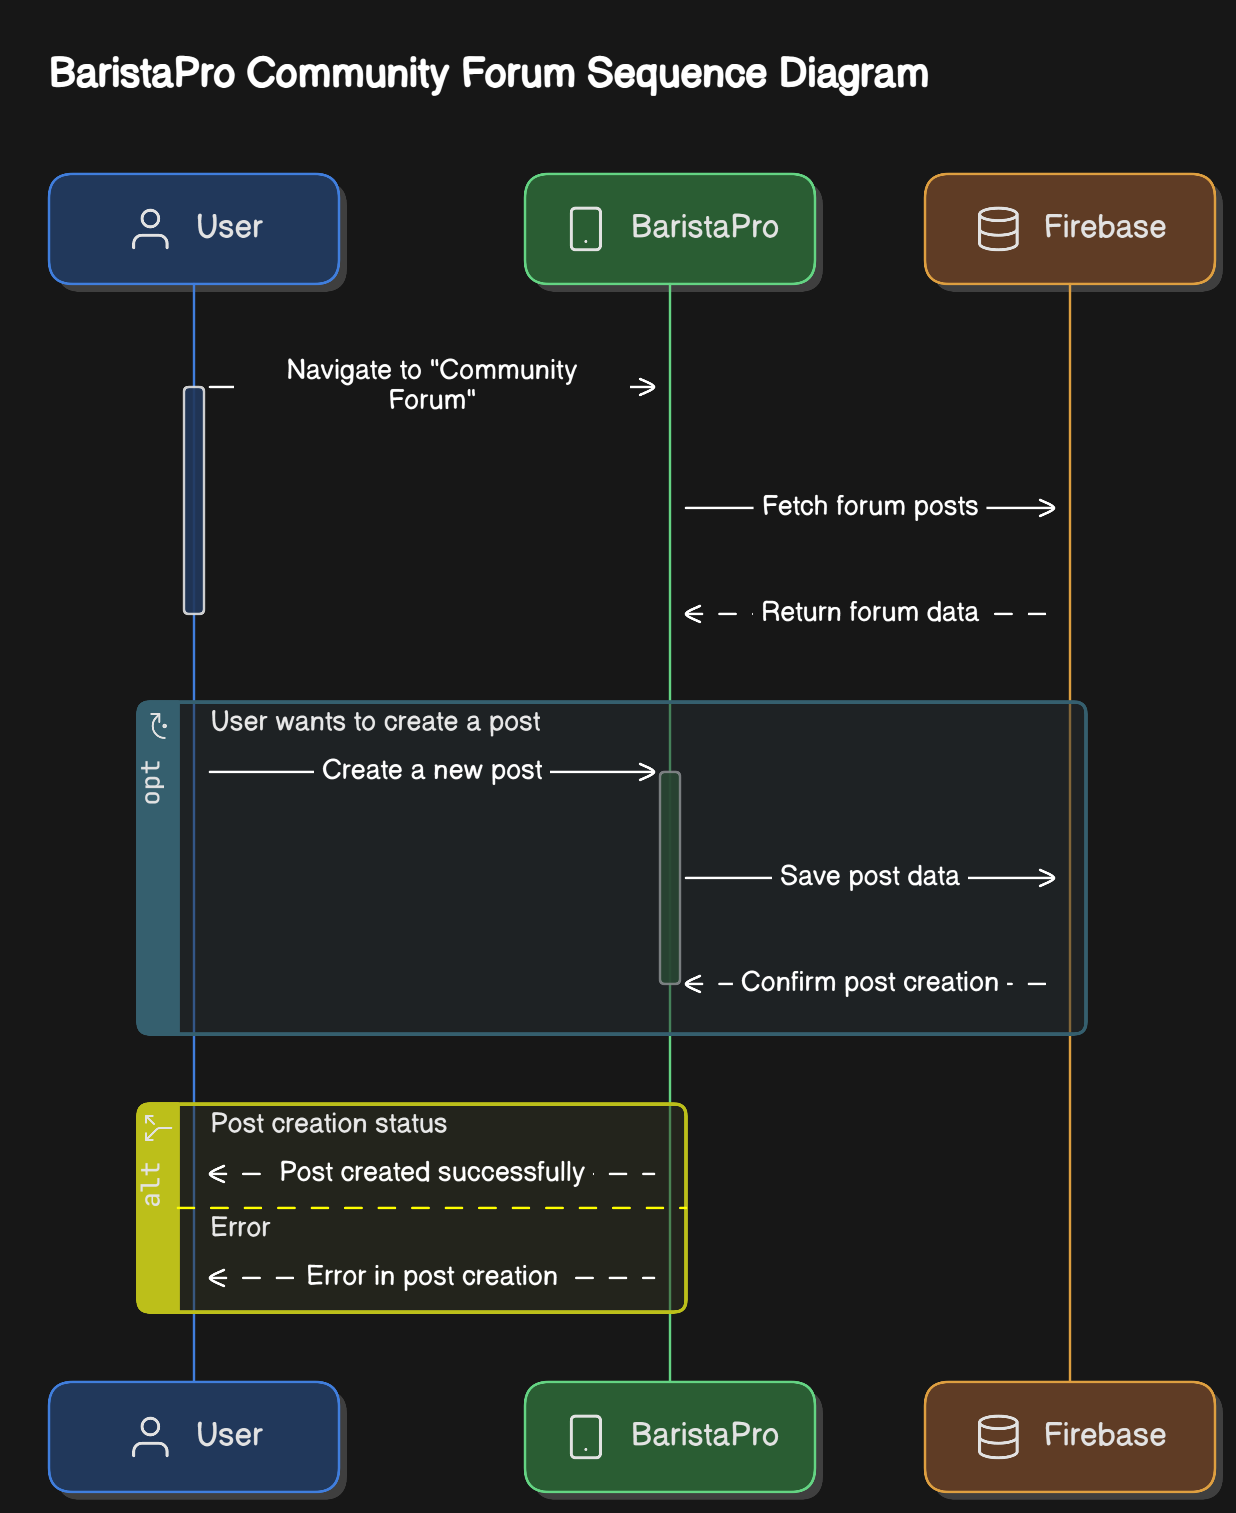 BaristaPro Community Forum Sequence Diagram
User
BaristaPro
Firebase
Navigate to "Community
Forum"
Fetch forum posts
Return forum data
opt
User wants to create a post
Create a new post
Save post data
Confirm post creation
alt
Post creation status
Post created successfully
Error
Error in post creation
User
BaristaPro
Firebase